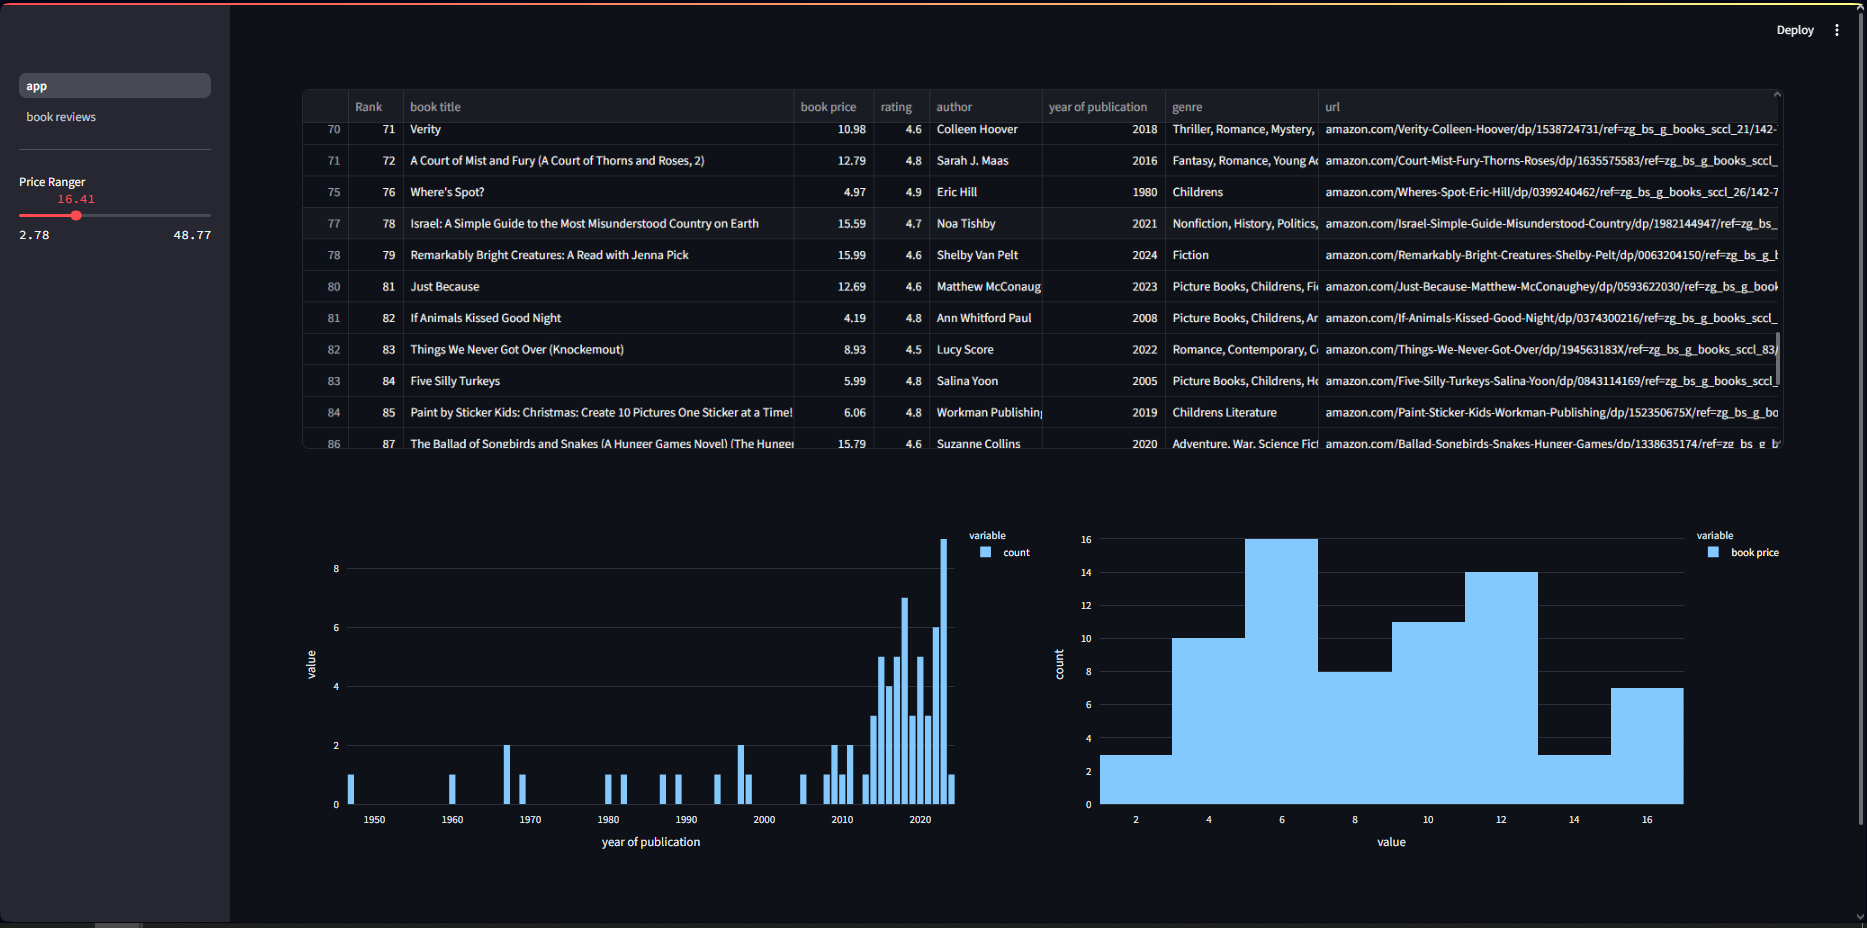 Deploy
app
book reviews
Price Ranger
16.41
2.78 48.77
Rank book title book price rating author year of publication genre url
70 71 Verity 10.98 4.6 Colleen Hoover 2018 Thriller, Romance, Mystery, amazon.com/Verity-Colleen-Hoover/dp/1538724731/ref=zg_bs_g_books_sccl_21/142-
71 72 A Court of Mist and Fury (A Court of Thorns and Roses, 2) 12.79 4.8 Sarah J. Maas 2016 Fantasy, Romance, Young Ad amazon.com/Court-Mist-Fury-Thorns-Roses/dp/1635575583/ref=zg_bs_g_books_sccl_
75 76 Where's Spot? 4.97 4.9 Eric Hill 1980 Childrens amazon.com/Wheres-Spot-Eric-Hill/dp/0399240462/ref=zg_bs_g_books_sccl_26/142-7
77 78 Israel: A Simple Guide to the Most Misunderstood Country on Earth 15.59 4.7 Noa Tishby 2021 Nonfiction, History, Politics, amazon.com/Israel-Simple-Guide-Misunderstood-Country/dp/1982144947/ref=zg_bs_
78 79 Remarkably Bright Creatures: A Read with Jenna Pick 15.99 4.6 Shelby Van Pelt 2024 Fiction amazon.com/Remarkably-Bright-Creatures-Shelby-Pelt/dp/0063204150/ref=zg_bs_g_b
80 81 Just Because 12.69 4.6 Matthew McConaug 2023 Picture Books, Childrens, Fic amazon.com/Just-Because-Matthew-McConaughey/dp/0593622030/ref=zg_bs_g_book
81 82 If Animals Kissed Good Night 4.19 4.8 Ann Whitford Paul 2008 Picture Books, Childrens, An amazon.com/If-Animals-Kissed-Good-Night/dp/0374300216/ref=zg_bs_g_books_sccl_
82 83 Things We Never Got Over (Knockemout) 8.93 4.5 Lucy Score 2022 Romance, Contemporary, Co amazon.com/Things-We-Never-Got-Over/dp/194563183X/ref=zg_bs_g_books_sccl_83/
83 84 Five Silly Turkeys 5.99 4.8 Salina Yoon 2005 Picture Books, Childrens, Ho amazon.com/Five-Silly-Turkeys-Salina-Yoon/dp/0843114169/ref=zg_bs_g_books_sccl_
84 85 Paint by Sticker Kids: Christmas: Create 10 Pictures One Sticker at a Time! 6.06 4.8 Workman Publishing 2019 Childrens Literature amazon.com/Paint-Sticker-Kids-Workman-Publishing/dp/152350675X/ref=zg_bs_g_bo
86 87 The Ballad of Songbirds and Snakes (A Hunger Games Novel) (The Hunger 15.79 4.6 Suzanne Collins 2020 Adventure, War, Science Fict amazon.com/Ballad-Songbirds-Snakes-Hunger-Games/dp/1338635174/ref=zg_bs_g_b
variable
count
8
6
4
2
0
value
1950 1960 1970 1980 1990 2000 2010 2020
year of publication
variable
book price
16
14
12
10
8
6
4
2
0
count
2 4 6 8 10 12 14 16
value